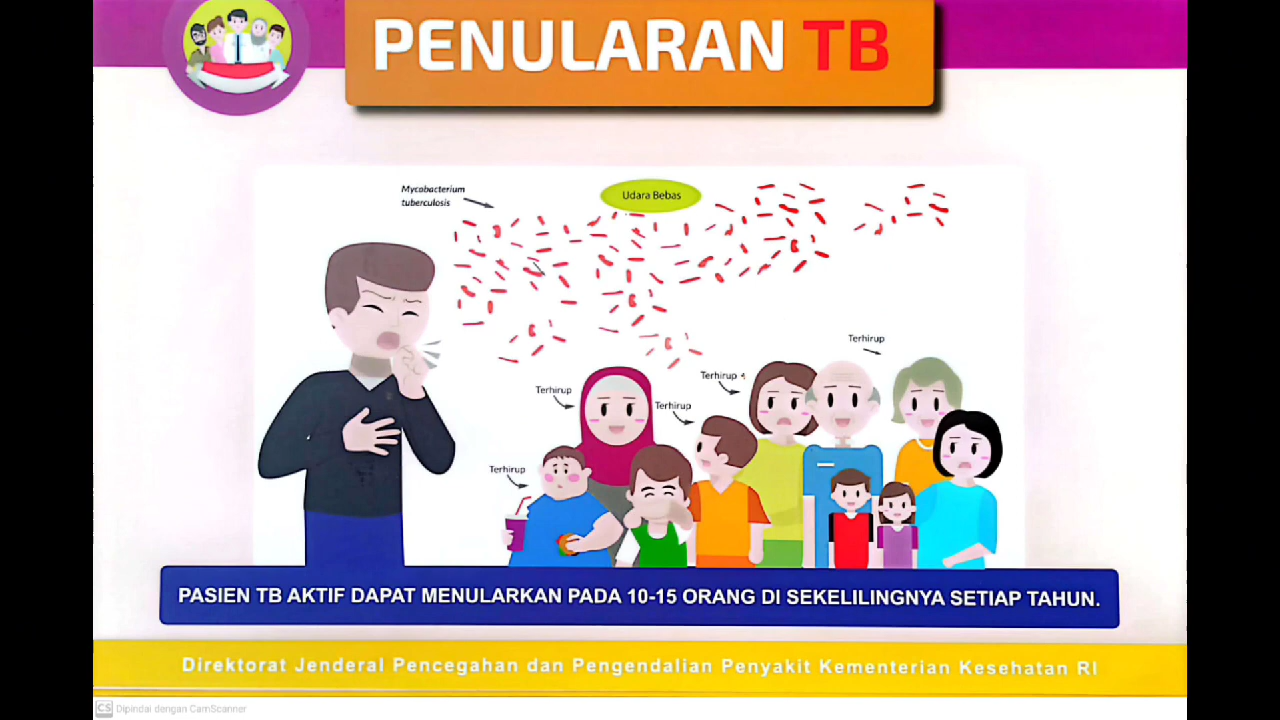 PENULARAN TB
Mycobacterium
tuberculosis
Udara Bebas
Terhirup
Terhirup
Terhirup
Terhirup
Terhirup
PASIEN TB AKTIF DAPAT MENULARKAN PADA 10-15 ORANG DI SEKELILINGNYA SETIAP TAHUN.
Direktorat Jenderal Pencegahan dan Pengendalian Penyakit Kementerian Kesehatan RI
CS Dipindai dengan CamScanner